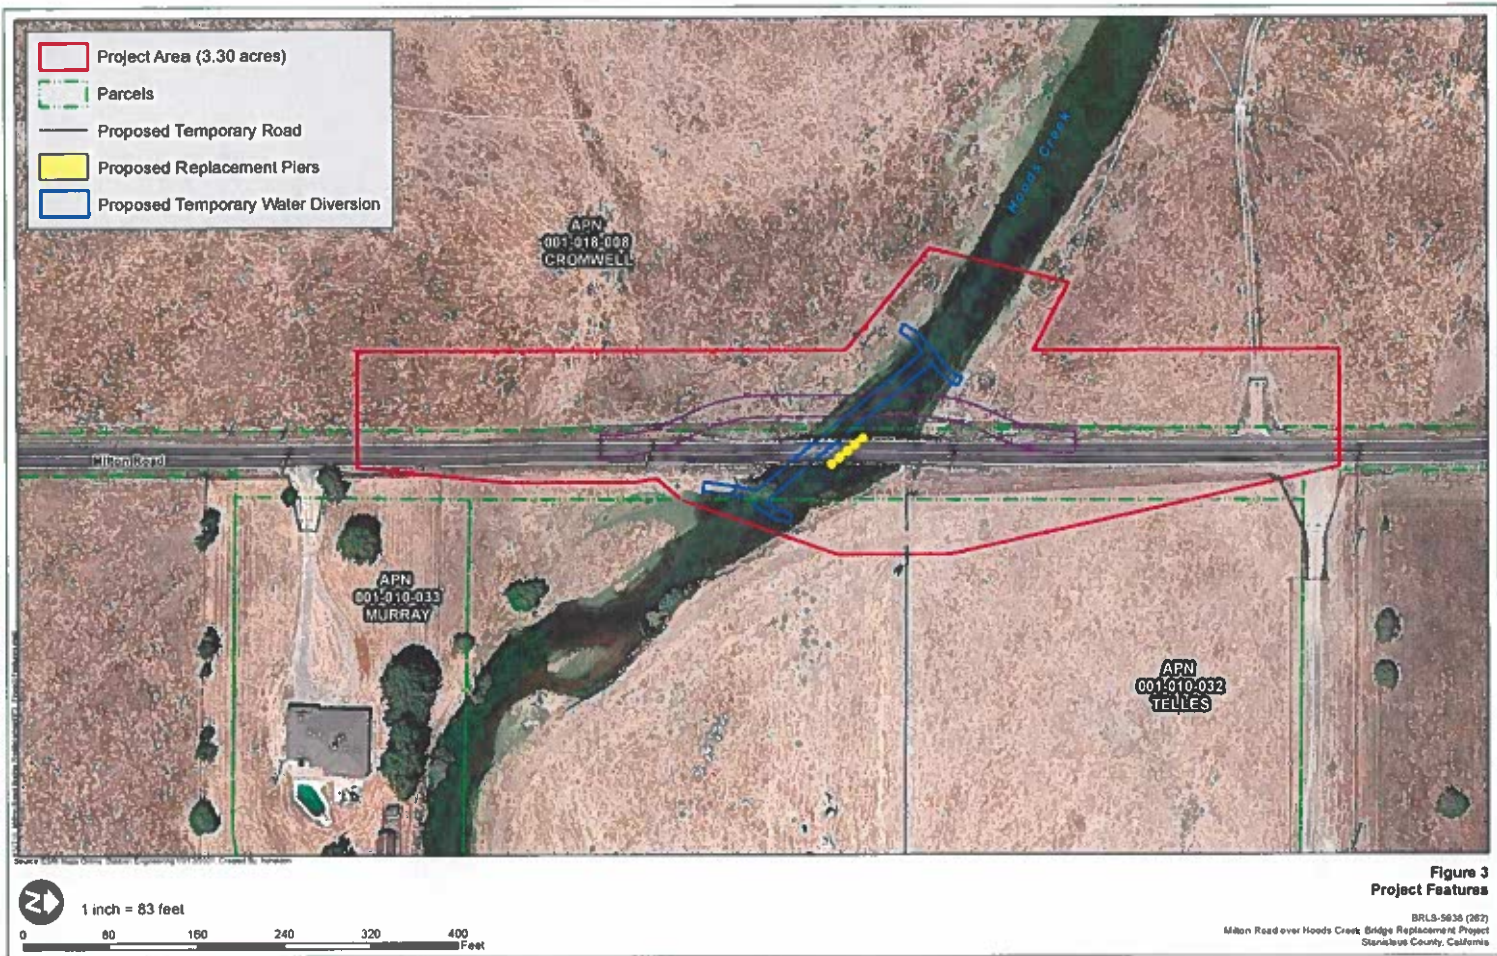 Project Area (3.30 acres)
Parcels
Proposed Temporary Road
Proposed Replacement Piers
Proposed Temporary Water Diversion
Hoods Creek
APN
001-018-008
CROMWELL
Milton Road
APN
001-010-033
MURRAY
APN
001-010-032
TELLES
N
1 inch = 83 feet
0 80 160 240 320 400
Feet
Figure 3
Project Features
BRLS-5938 (262)
Milton Road over Hoods Creek Bridge Replacement Project
Stanislaus County, California